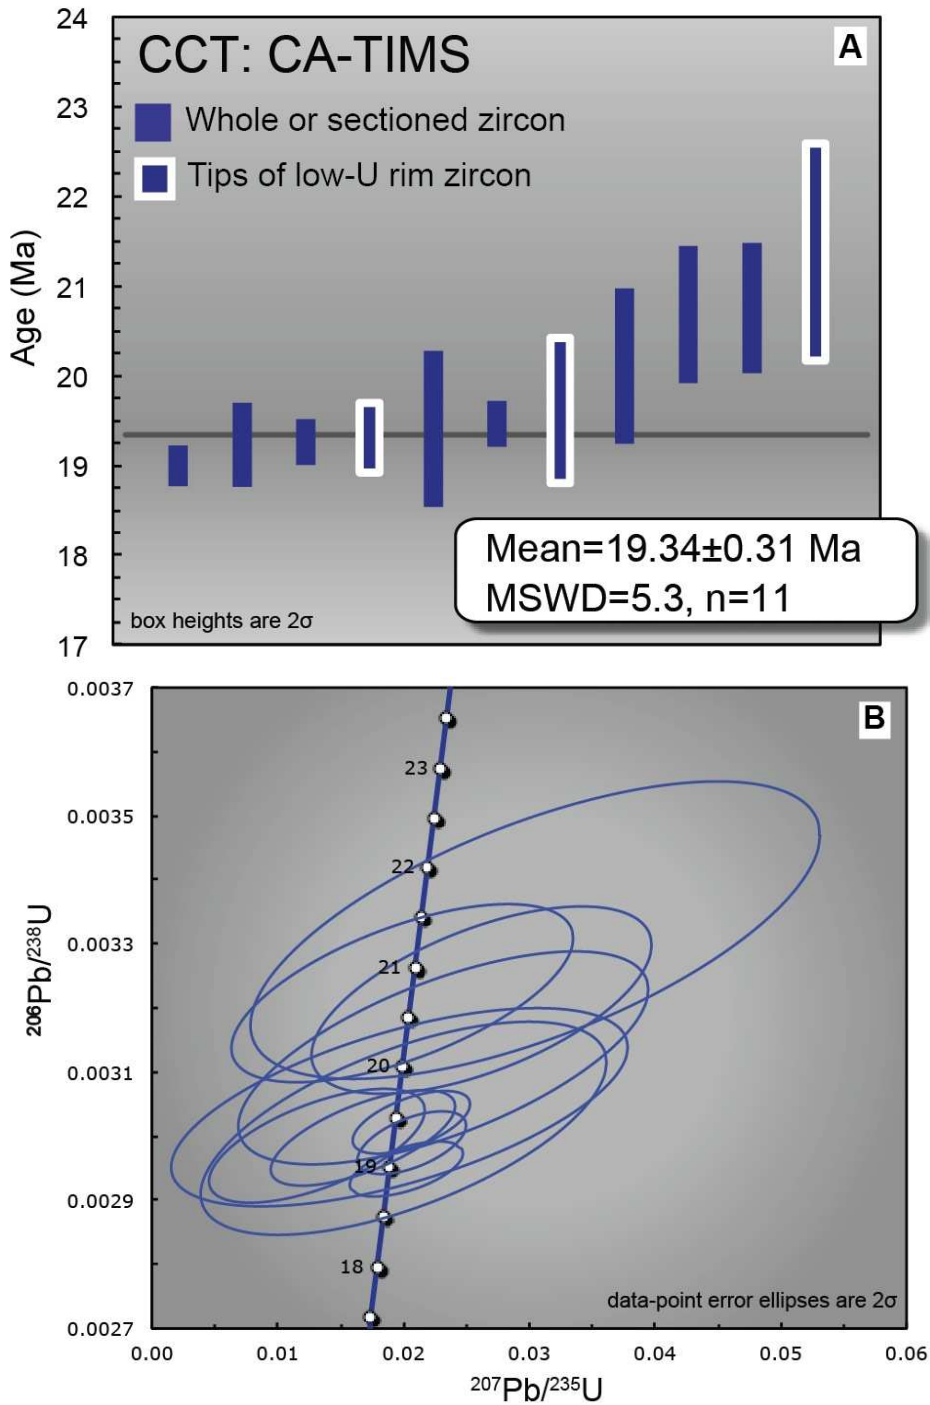 24
CCT: CA-TIMS
A
23
Whole or sectioned zircon
Tips of low-U rim zircon
22
21
Age (Ma)
20
19
18
17
Mean=19.34±0.31 Ma
MSWD=5.3, n=11
box heights are 2σ
0.0037
B
23
0.0035
22
0.0033
21
²⁰⁶Pb/²³⁸U
0.0031
20
19
0.0029
18
data-point error ellipses are 2σ
0.0027
0.00 0.01 0.02 0.03 0.04 0.05 0.06
²⁰⁷Pb/²³⁵U